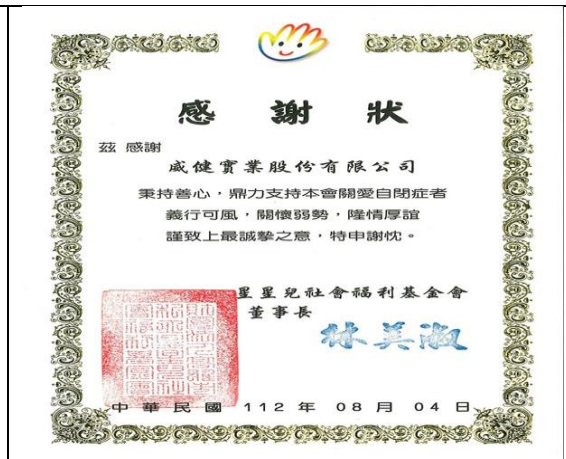 感謝狀
茲 感謝
威健實業股份有限公司
秉持善心，鼎力支持本會關愛自閉症者
義行可風，關懷弱勢，隆情厚誼
謹致上最誠摯之意，特申謝忱。
星星兒社會福利基金會
董事長
林美淑
中華民國 112 年 08 月 04 日